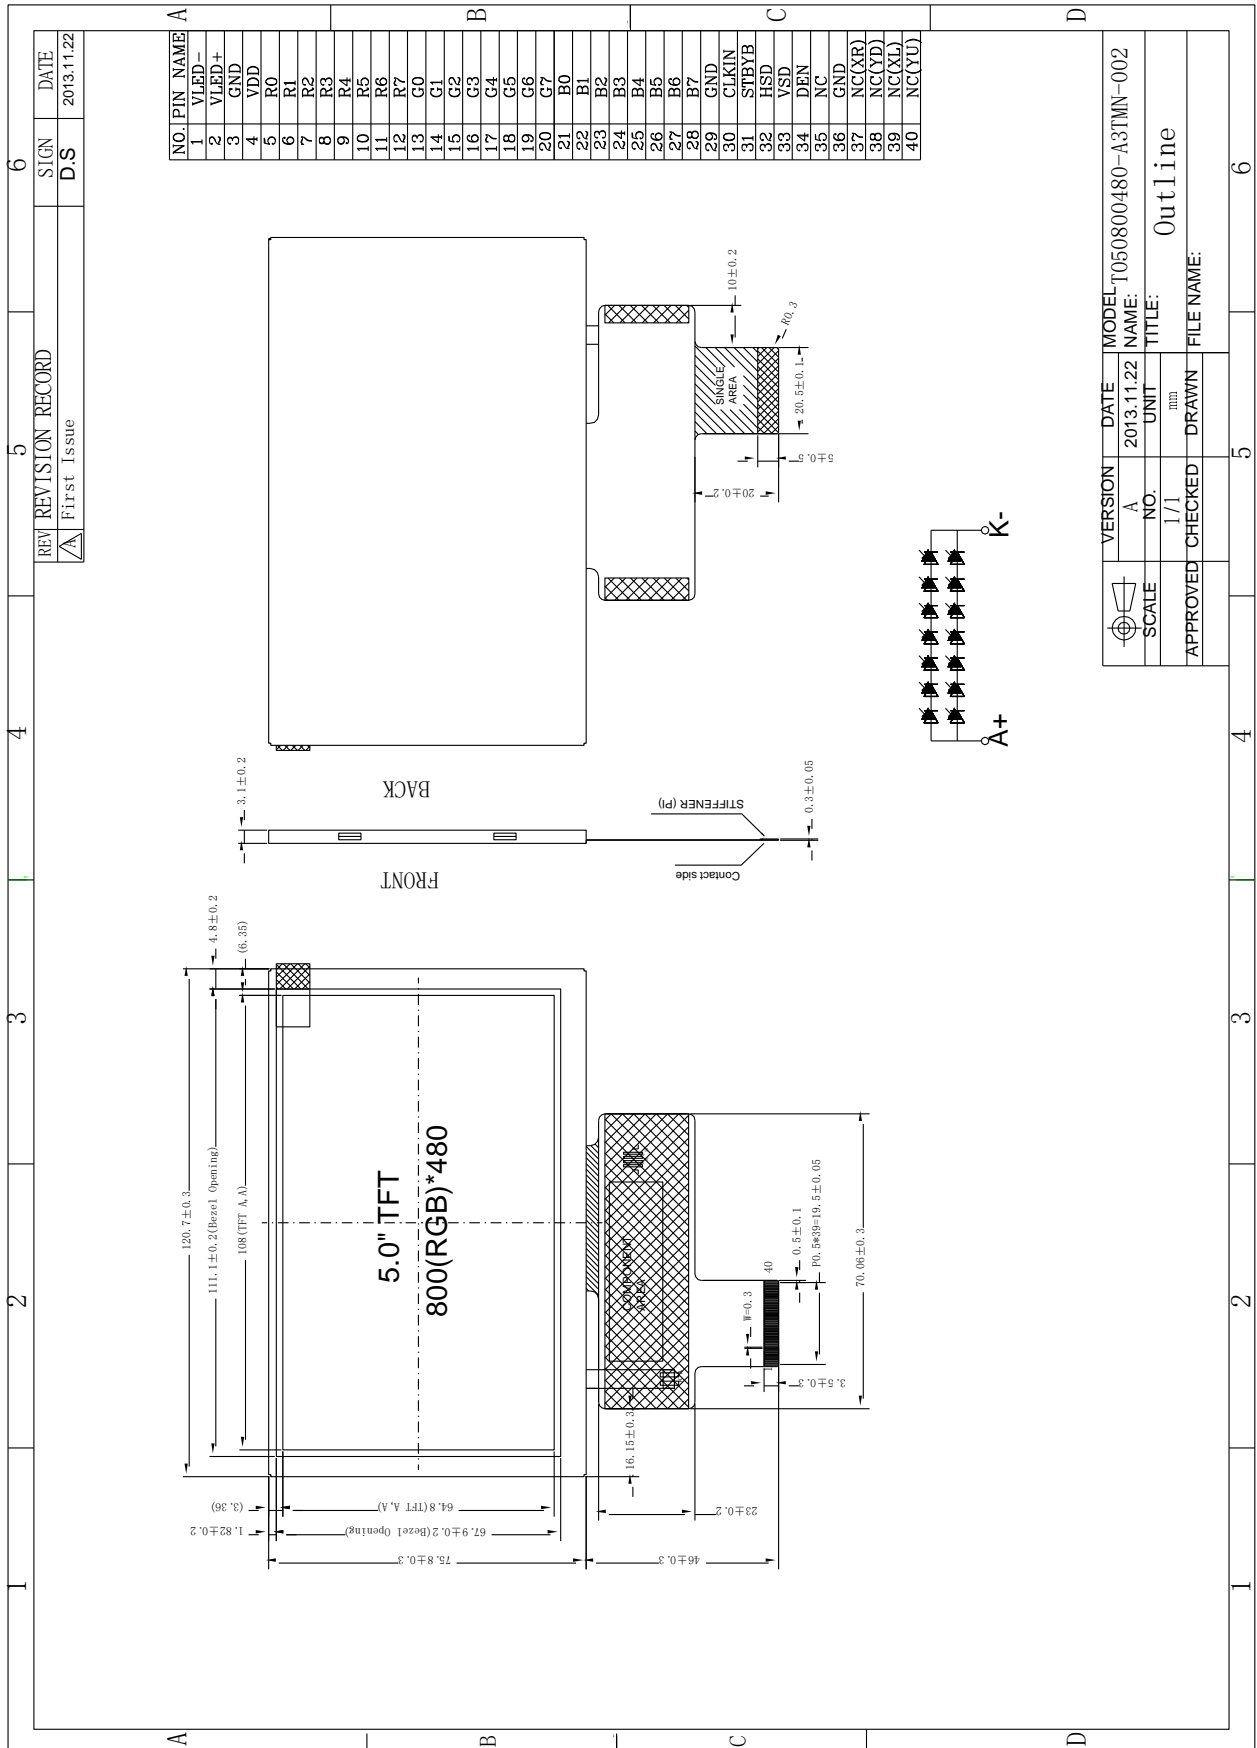 1 2 3 4 5 6
A
B
C
D
REV REVISION RECORD SIGN DATE
A First Issue D.S 2013.11.22
NO. PIN NAME
1 VLED-
2 VLED+
3 GND
4 VDD
5 R0
6 R1
7 R2
8 R3
9 R4
10 R5
11 R6
12 R7
13 G0
14 G1
15 G2
16 G3
17 G4
18 G5
19 G6
20 G7
21 B0
22 B1
23 B2
24 B3
25 B4
26 B5
27 B6
28 B7
29 GND
30 CLKIN
31 STBYB
32 HSD
33 VSD
34 DEN
35 NC
36 GND
37 NC(XR)
38 NC(YD)
39 NC(XL)
40 NC(YU)
120.7±0.3
111.1±0.2(Bezel Opening)
4.8±0.2
108(TFT A,A)
(6.35)
5.0" TFT
800(RGB)*480
(3.36)
64.8(TFT A,A)
1.82±0.2
67.9±0.2(Bezel Opening)
75.8±0.3
46±0.3
23±0.2
16.15±0.3
COMPONENT
AREA
W=0.3
40
0.5±0.1
P0.5*39=19.5±0.05
3.5±0.3
70.06±0.3
FRONT
3.1±0.2
BACK
STIFFENER (PI)
Contact side
0.3±0.05
SINGLE
AREA
10±0.2
R0.3
20.5±0.1
5±0.5
20±0.2
A+
K-
VERSION DATE MODEL NAME: T050800480-A3TMN-002
A 2013.11.22
SCALE NO. UNIT TITLE: Outline
1/1 mm
APPROVED CHECKED DRAWN FILE NAME:
A
B
C
D
1 2 3 5 4 6